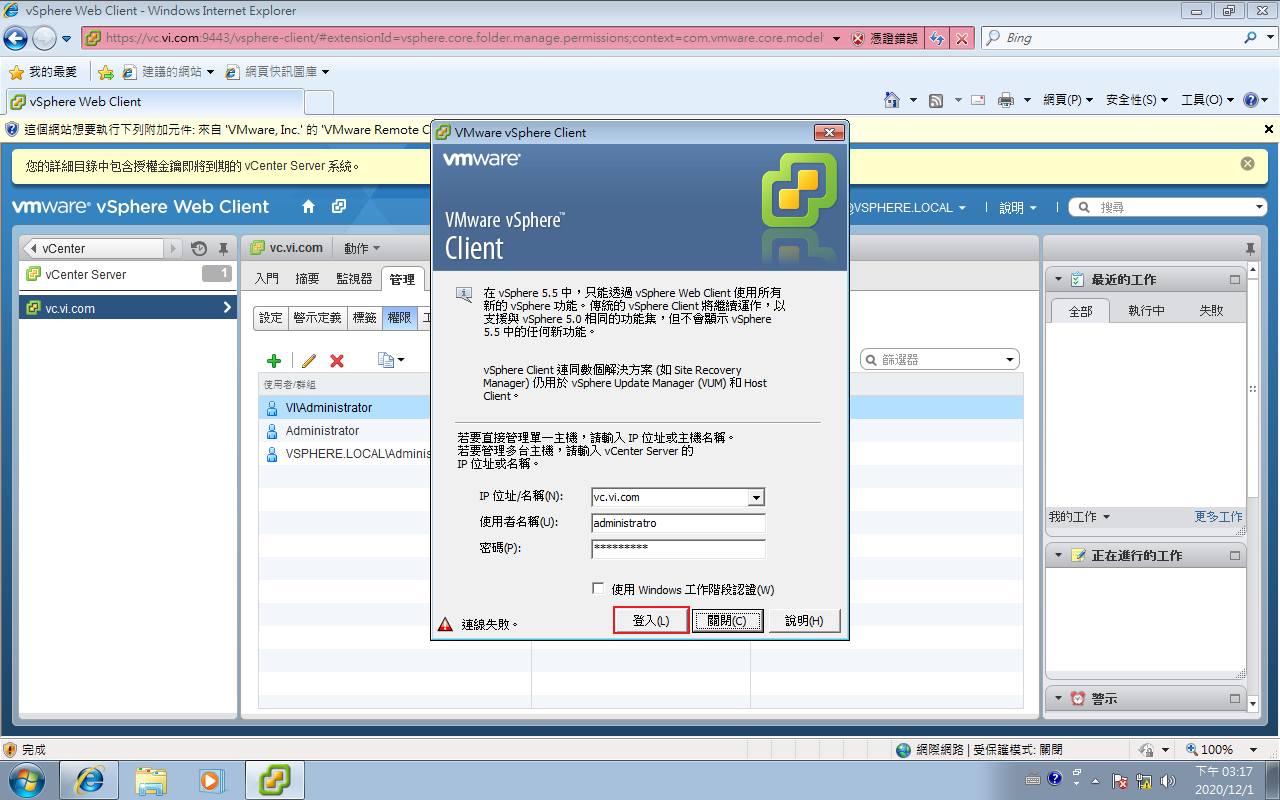 vSphere Web Client - Windows Internet Explorer
https://vc.vi.com:9443/vsphere-client/#extensionId=vsphere.core.folder.manage.permissions;context=com.vmware.core.model
憑證錯誤
Bing
我的最愛
建議的網站
網頁快訊圖庫
vSphere Web Client
網頁(P)
安全性(S)
工具(O)
這個網站想要執行下列附加元件: 來自 'VMware, Inc.' 的 'VMware Remote C
您的詳細目錄中包含授權金鑰即將到期的 vCenter Server 系統。
vmware® vSphere Web Client
@VSPHERE.LOCAL
說明
搜尋
vCenter
vCenter Server
1
vc.vi.com
vc.vi.com
動作
入門
摘要
監視器
管理
設定
警示定義
標籤
權限
篩選器
使用者/群組
VI\Administrator
Administrator
VSPHERE.LOCAL\Adminis
VMware vSphere Client
vmware®
VMware vSphere™
Client
在 vSphere 5.5 中，只能透過 vSphere Web Client 使用所有
新的 vSphere 功能。傳統的 vSphere Client 將繼續運作，以
支援與 vSphere 5.0 相同的功能集，但不會顯示 vSphere
5.5 中的任何新功能。
vSphere Client 連同數個解決方案 (如 Site Recovery
Manager) 仍用於 vSphere Update Manager (VUM) 和 Host
Client。
若要直接管理單一主機，請輸入 IP 位址或主機名稱。
若要管理多台主機，請輸入 vCenter Server 的
IP 位址或名稱。
IP 位址/名稱(N):
vc.vi.com
使用者名稱(U):
administratro
密碼(P):
*********
使用 Windows 工作階段認證(W)
連線失敗。
登入(L)
關閉(C)
說明(H)
最近的工作
全部
執行中
失敗
我的工作
更多工作
正在進行的工作
警示
完成
網際網路 | 受保護模式: 關閉
100%
下午 03:17
2020/12/1